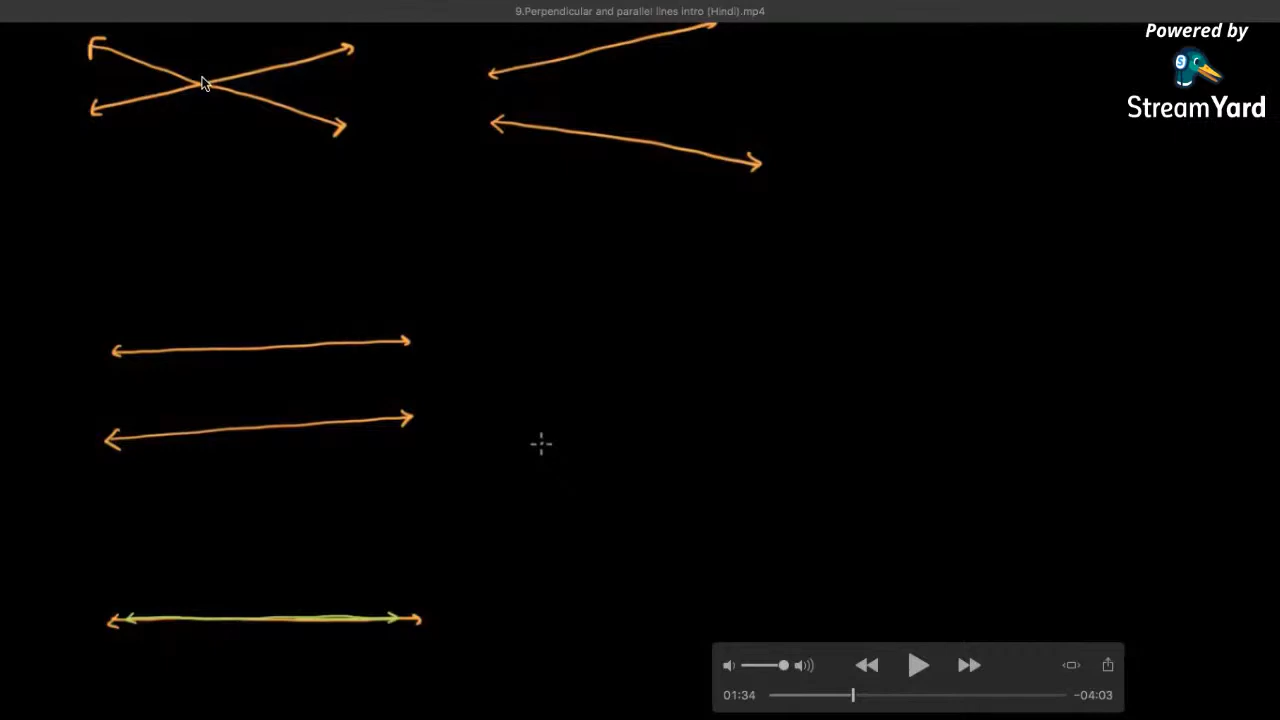 9.Perpendicular and parallel lines intro (Hindi).mp4
Powered by
StreamYard
01:34
-04:03